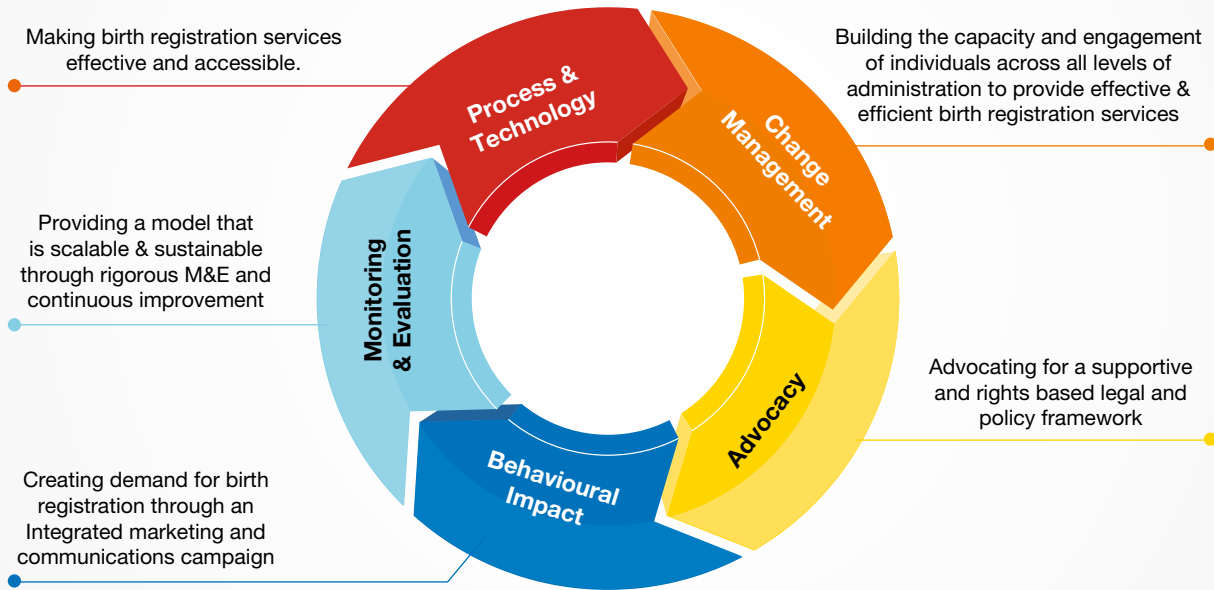 Making birth registration services
effective and accessible.
Process &
Technology
Change
Management
Building the capacity and engagement
of individuals across all levels of
administration to provide effective &
efficient birth registration services
Providing a model that
is scalable & sustainable
through rigorous M&E and
continuous improvement
Monitoring
& Evaluation
Advocacy
Advocating for a supportive
and rights based legal and
policy framework
Creating demand for birth
registration through an
Integrated marketing and
communications campaign
Behavioural
Impact